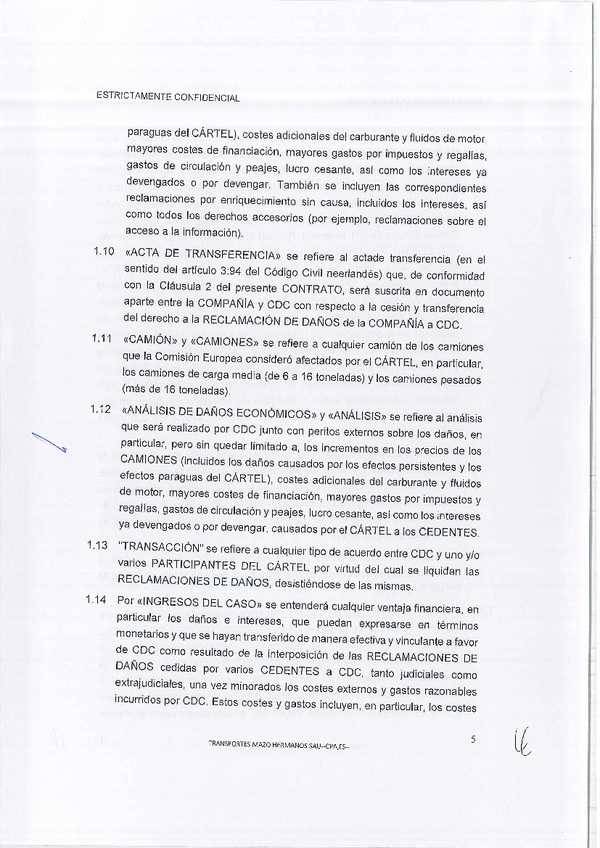 ESTRICTAMENTE CONFIDENCIAL
paraguas del CÁRTEL), costes adicionales del carburante y fluidos de motor,
mayores costes de financiación, mayores gastos por impuestos y regalías,
gastos de circulación y peajes, lucro cesante, así como los intereses ya
devengados o por devengar. También se incluyen las correspondientes
reclamaciones por enriquecimiento sin causa, incluidos los intereses, así
como todos los derechos accesorios (por ejemplo, reclamaciones sobre el
acceso a la información).
1.10 «ACTA DE TRANSFERENCIA» se refiere al actade transferencia (en el
sentido del artículo 3:94 del Código Civil neerlandés) que, de conformidad
con la Cláusula 2 del presente CONTRATO, será suscrita en documento
aparte entre la COMPAÑÍA y CDC con respecto a la cesión y transferencia
del derecho a la RECLAMACIÓN DE DAÑOS de la COMPAÑÍA a CDC.
1.11 «CAMIÓN» y «CAMIONES» se refiere a cualquier camión de los camiones
que la Comisión Europea consideró afectados por el CÁRTEL, en particular,
los camiones de carga media (de 6 a 16 toneladas) y los camiones pesados
(más de 16 toneladas).
1.12 «ANÁLISIS DE DAÑOS ECONÓMICOS» y «ANÁLISIS» se refiere al análisis
que será realizado por CDC junto con peritos externos sobre los daños, en
particular, pero sin quedar limitado a, los incrementos en los precios de los
CAMIONES (incluidos los daños causados por los efectos persistentes y los
efectos paraguas del CÁRTEL), costes adicionales del carburante y fluidos
de motor, mayores costes de financiación, mayores gastos por impuestos y
regalías, gastos de circulación y peajes, lucro cesante, así como los intereses
ya devengados o por devengar, causados por el CÁRTEL a los CEDENTES.
1.13 "TRANSACCIÓN" se refiere a cualquier tipo de acuerdo entre CDC y uno y/o
varios PARTICIPANTES DEL CÁRTEL por virtud del cual se liquidan las
RECLAMACIONES DE DAÑOS, desistiéndose de las mismas.
1.14 Por «INGRESOS DEL CASO» se entenderá cualquier ventaja financiera, en
particular los daños e intereses, que puedan expresarse en términos
monetarios y que se hayan transferido de manera efectiva y vinculante a favor
de CDC como resultado de la interposición de las RECLAMACIONES DE
DAÑOS cedidas por varios CEDENTES a CDC, tanto judiciales como
extrajudiciales, una vez minorados los costes externos y gastos razonables
incurridos por CDC. Estos costes y gastos incluyen, en particular, los costes
5
TRANSPORTES MAZO HERMANOS SAU--CPA,ES--